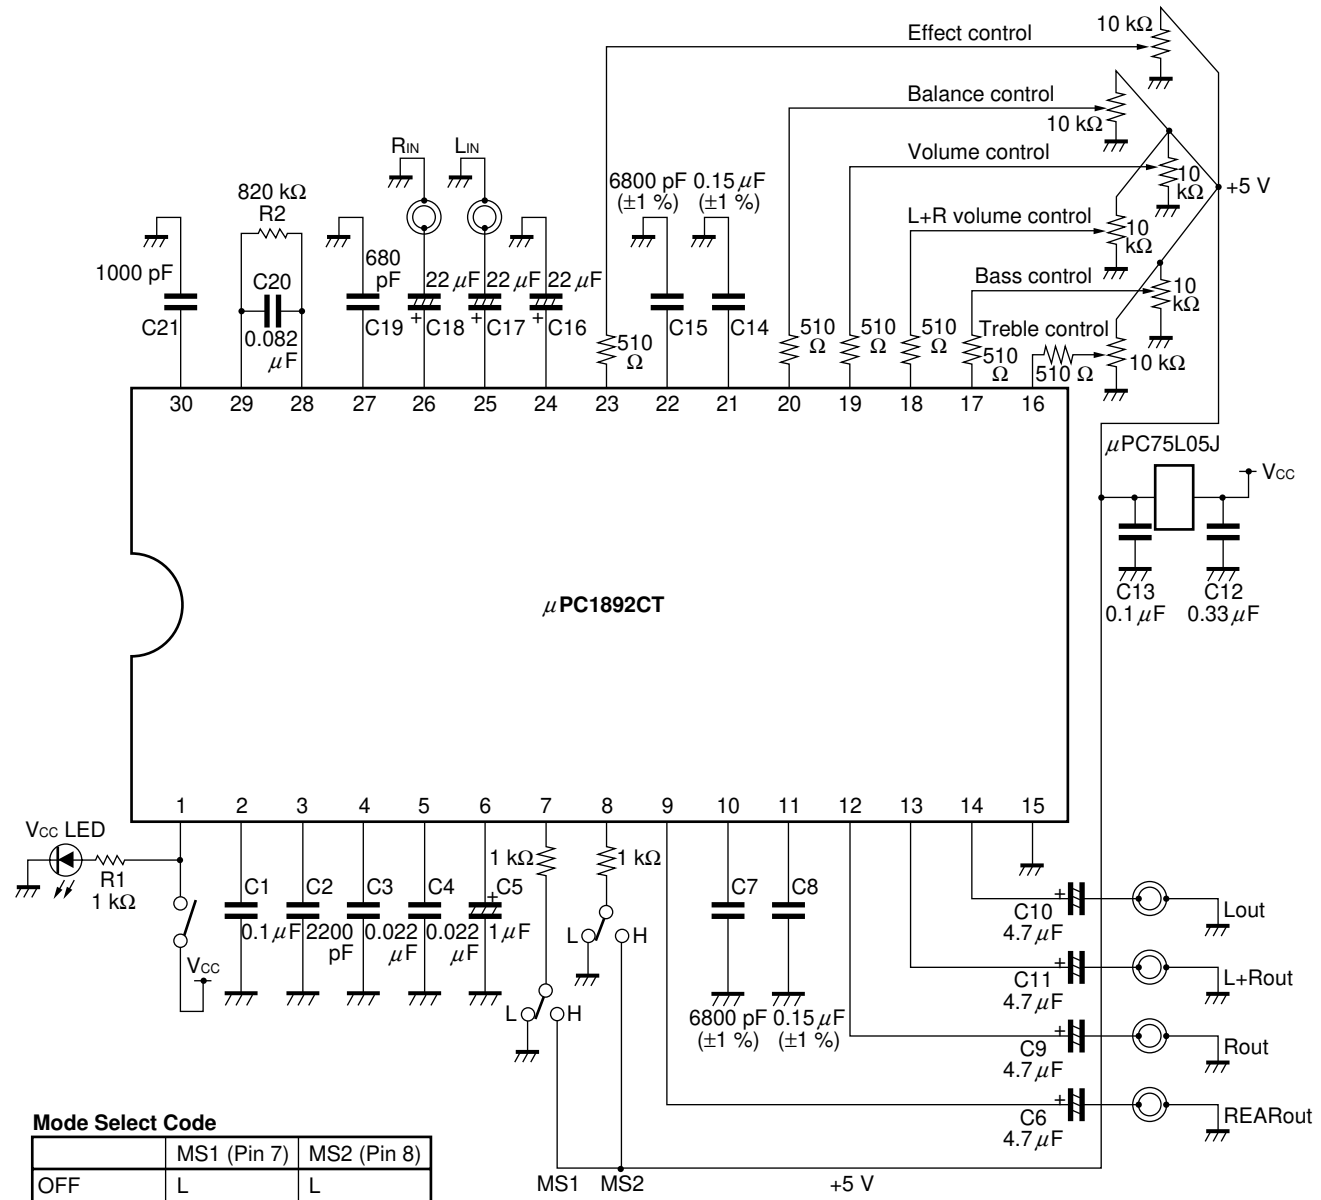 Effect control
10 kΩ
Balance control
10 kΩ
Volume control
10
kΩ
+5 V
L+R volume control
10
kΩ
Bass control
10
kΩ
Treble control
510 Ω
10 kΩ
RIN
LIN
820 kΩ
R2
1000 pF
C21
C20
0.082
μF
680
pF
C19
22 μF
+
C18
22 μF
+
C17
22 μF
+
C16
510
Ω
6800 pF
(±1 %)
C15
0.15 μF
(±1 %)
C14
510
Ω
510
Ω
510
Ω
510
Ω
30
29
28
27
26
25
24
23
22
21
20
19
18
17
16
μPC75L05J
VCC
C13
0.1 μF
C12
0.33 μF
μPC1892CT
1
2
3
4
5
6
7
8
9
10
11
12
13
14
15
VCC LED
R1
1 kΩ
VCC
C1
0.1 μF
C2
2200
pF
C3
0.022
μF
C4
0.022
μF
+
C5
1 μF
1 kΩ
1 kΩ
L
H
L
H
C7
6800 pF
(±1 %)
C8
0.15 μF
(±1 %)
+
C10
4.7 μF
Lout
+
C11
4.7 μF
L+Rout
+
C9
4.7 μF
Rout
+
C6
4.7 μF
REARout
MS1
MS2
+5 V
Mode Select Code
MS1 (Pin 7) MS2 (Pin 8)
OFF L L